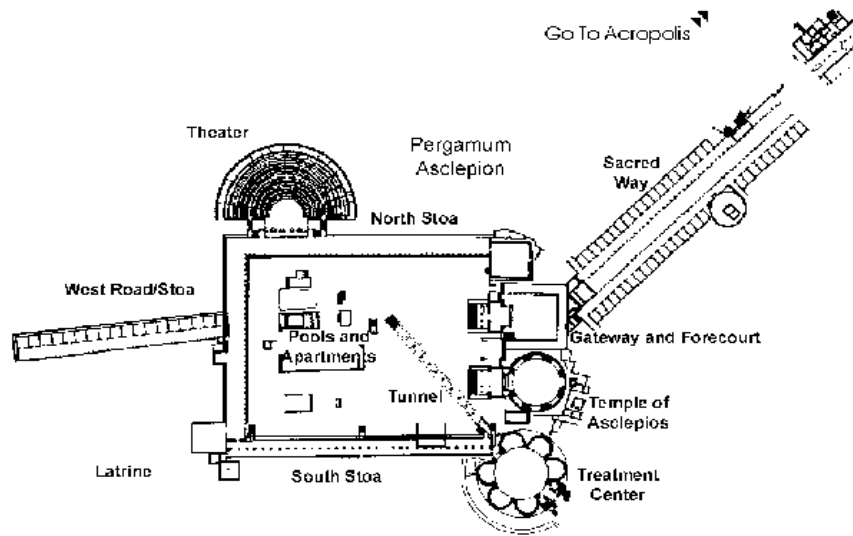 Go To Acropolis
Theater
Pergamum
Asclepion
Sacred
Way
North Stoa
West Road/Stoa
Gateway and Forecourt
Pools and
Apartments
Tunnel
Temple of
Asclepios
Latrine
South Stoa
Treatment
Center